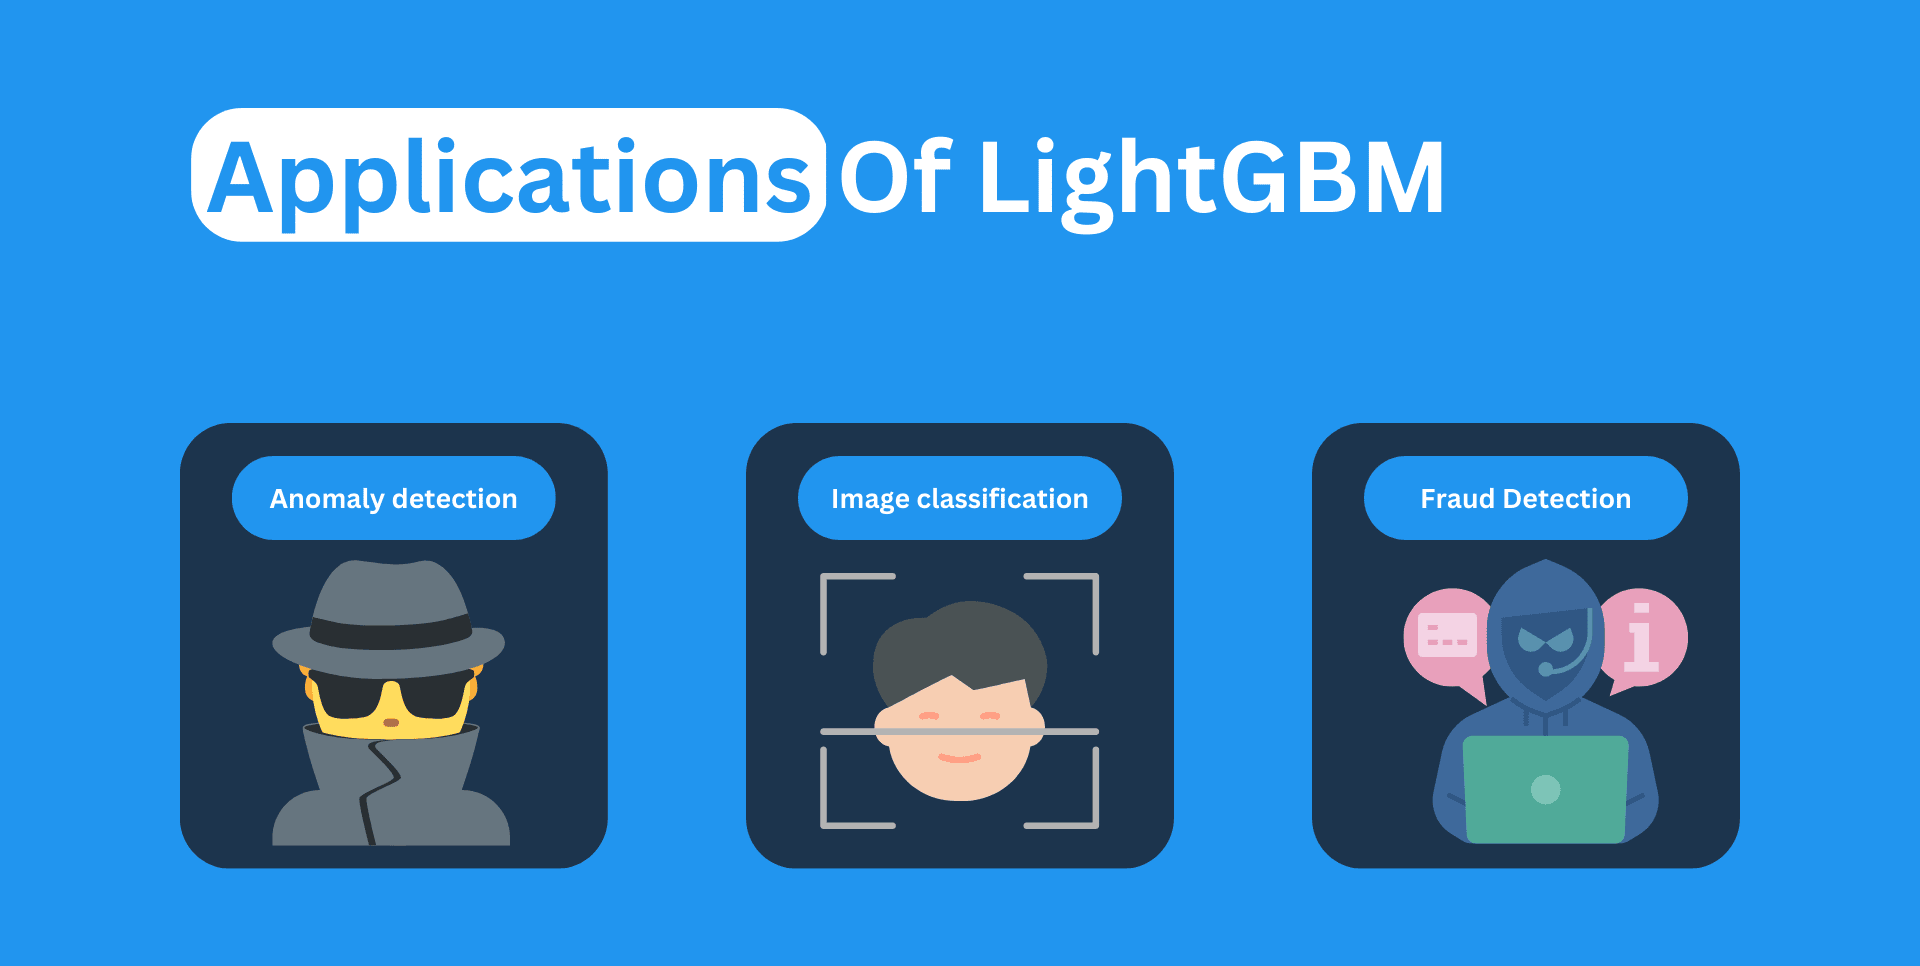 Applications Of LightGBM
Anomaly detection
Image classification
Fraud Detection
i